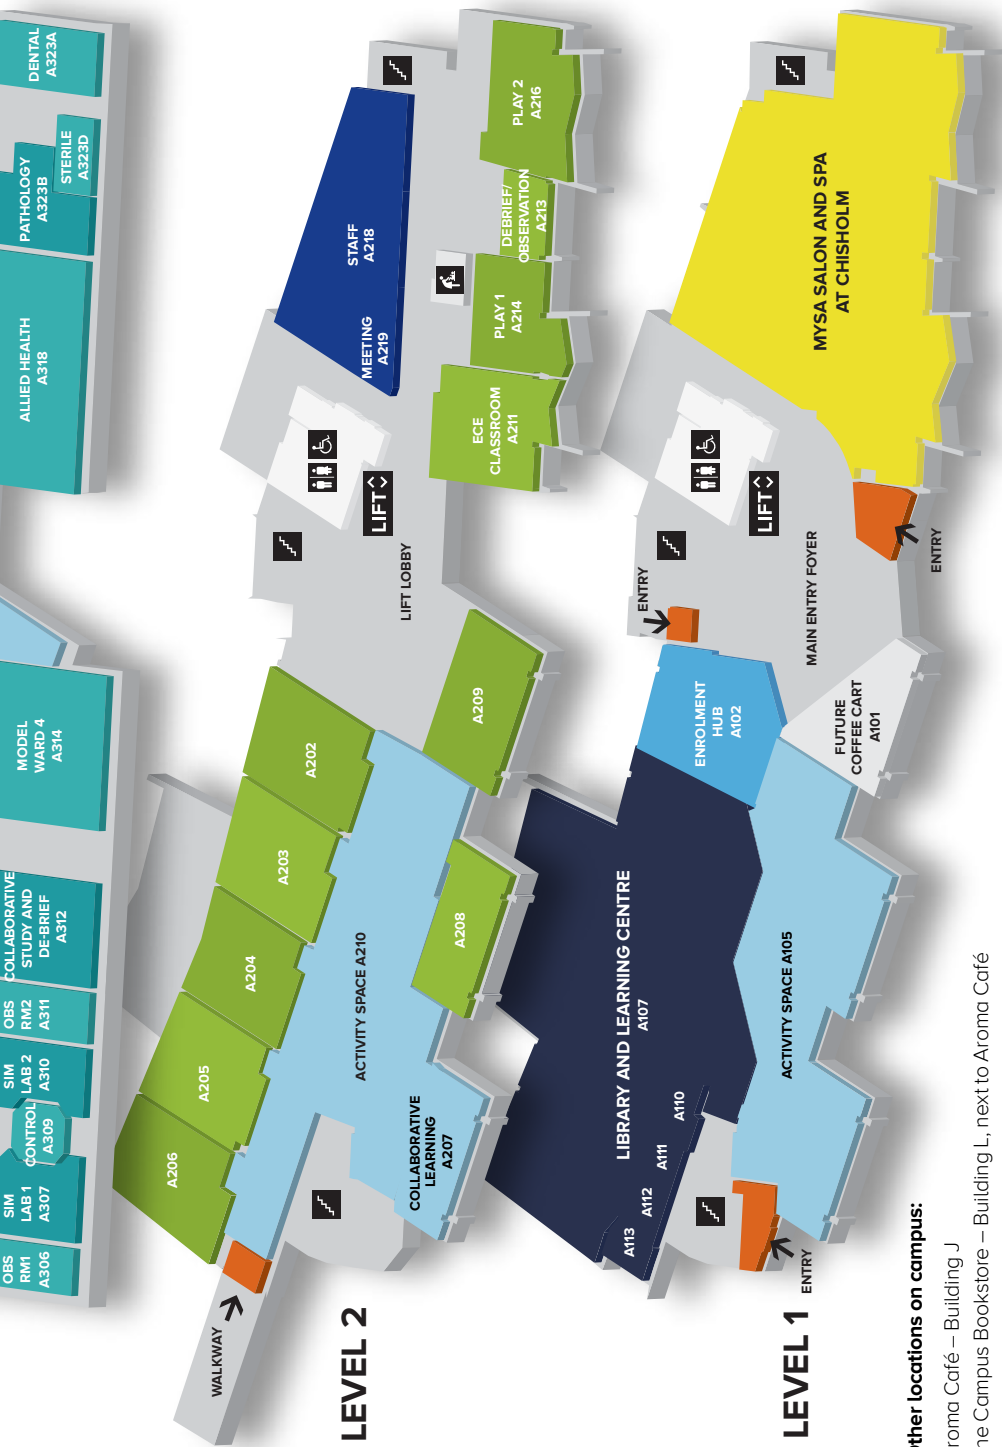 DENTAL
A323A
PATHOLOGY
A323B
STERILE
A323D
ALLIED HEALTH
A318
MODEL
WARD 4
A314
COLLABORATIVE
STUDY AND
DE-BRIEF
A312
OBS
RM2
A311
SIM
LAB 2
A310
CONTROL
A309
SIM
LAB 1
A307
OBS
RM1
A306
LEVEL 2
WALKWAY
A206
A205
A204
A203
A202
ACTIVITY SPACE A210
COLLABORATIVE
LEARNING
A207
A208
A209
LIFT LOBBY
LIFT
MEETING
A219
STAFF
A218
ECE
CLASSROOM
A211
PLAY 1
A214
DEBRIEF/
OBSERVATION
A213
PLAY 2
A216
LEVEL 1
ENTRY
A113
A112
A111
A110
LIBRARY AND LEARNING CENTRE
A107
ACTIVITY SPACE A105
ENROLMENT
HUB
A102
FUTURE
COFFEE CART
A101
ENTRY
MAIN ENTRY FOYER
LIFT
ENTRY
MYSA SALON AND SPA
AT CHISHOLM
locations on campus:
Café – Building J
Campus Bookstore – Building L, next to Aroma Café